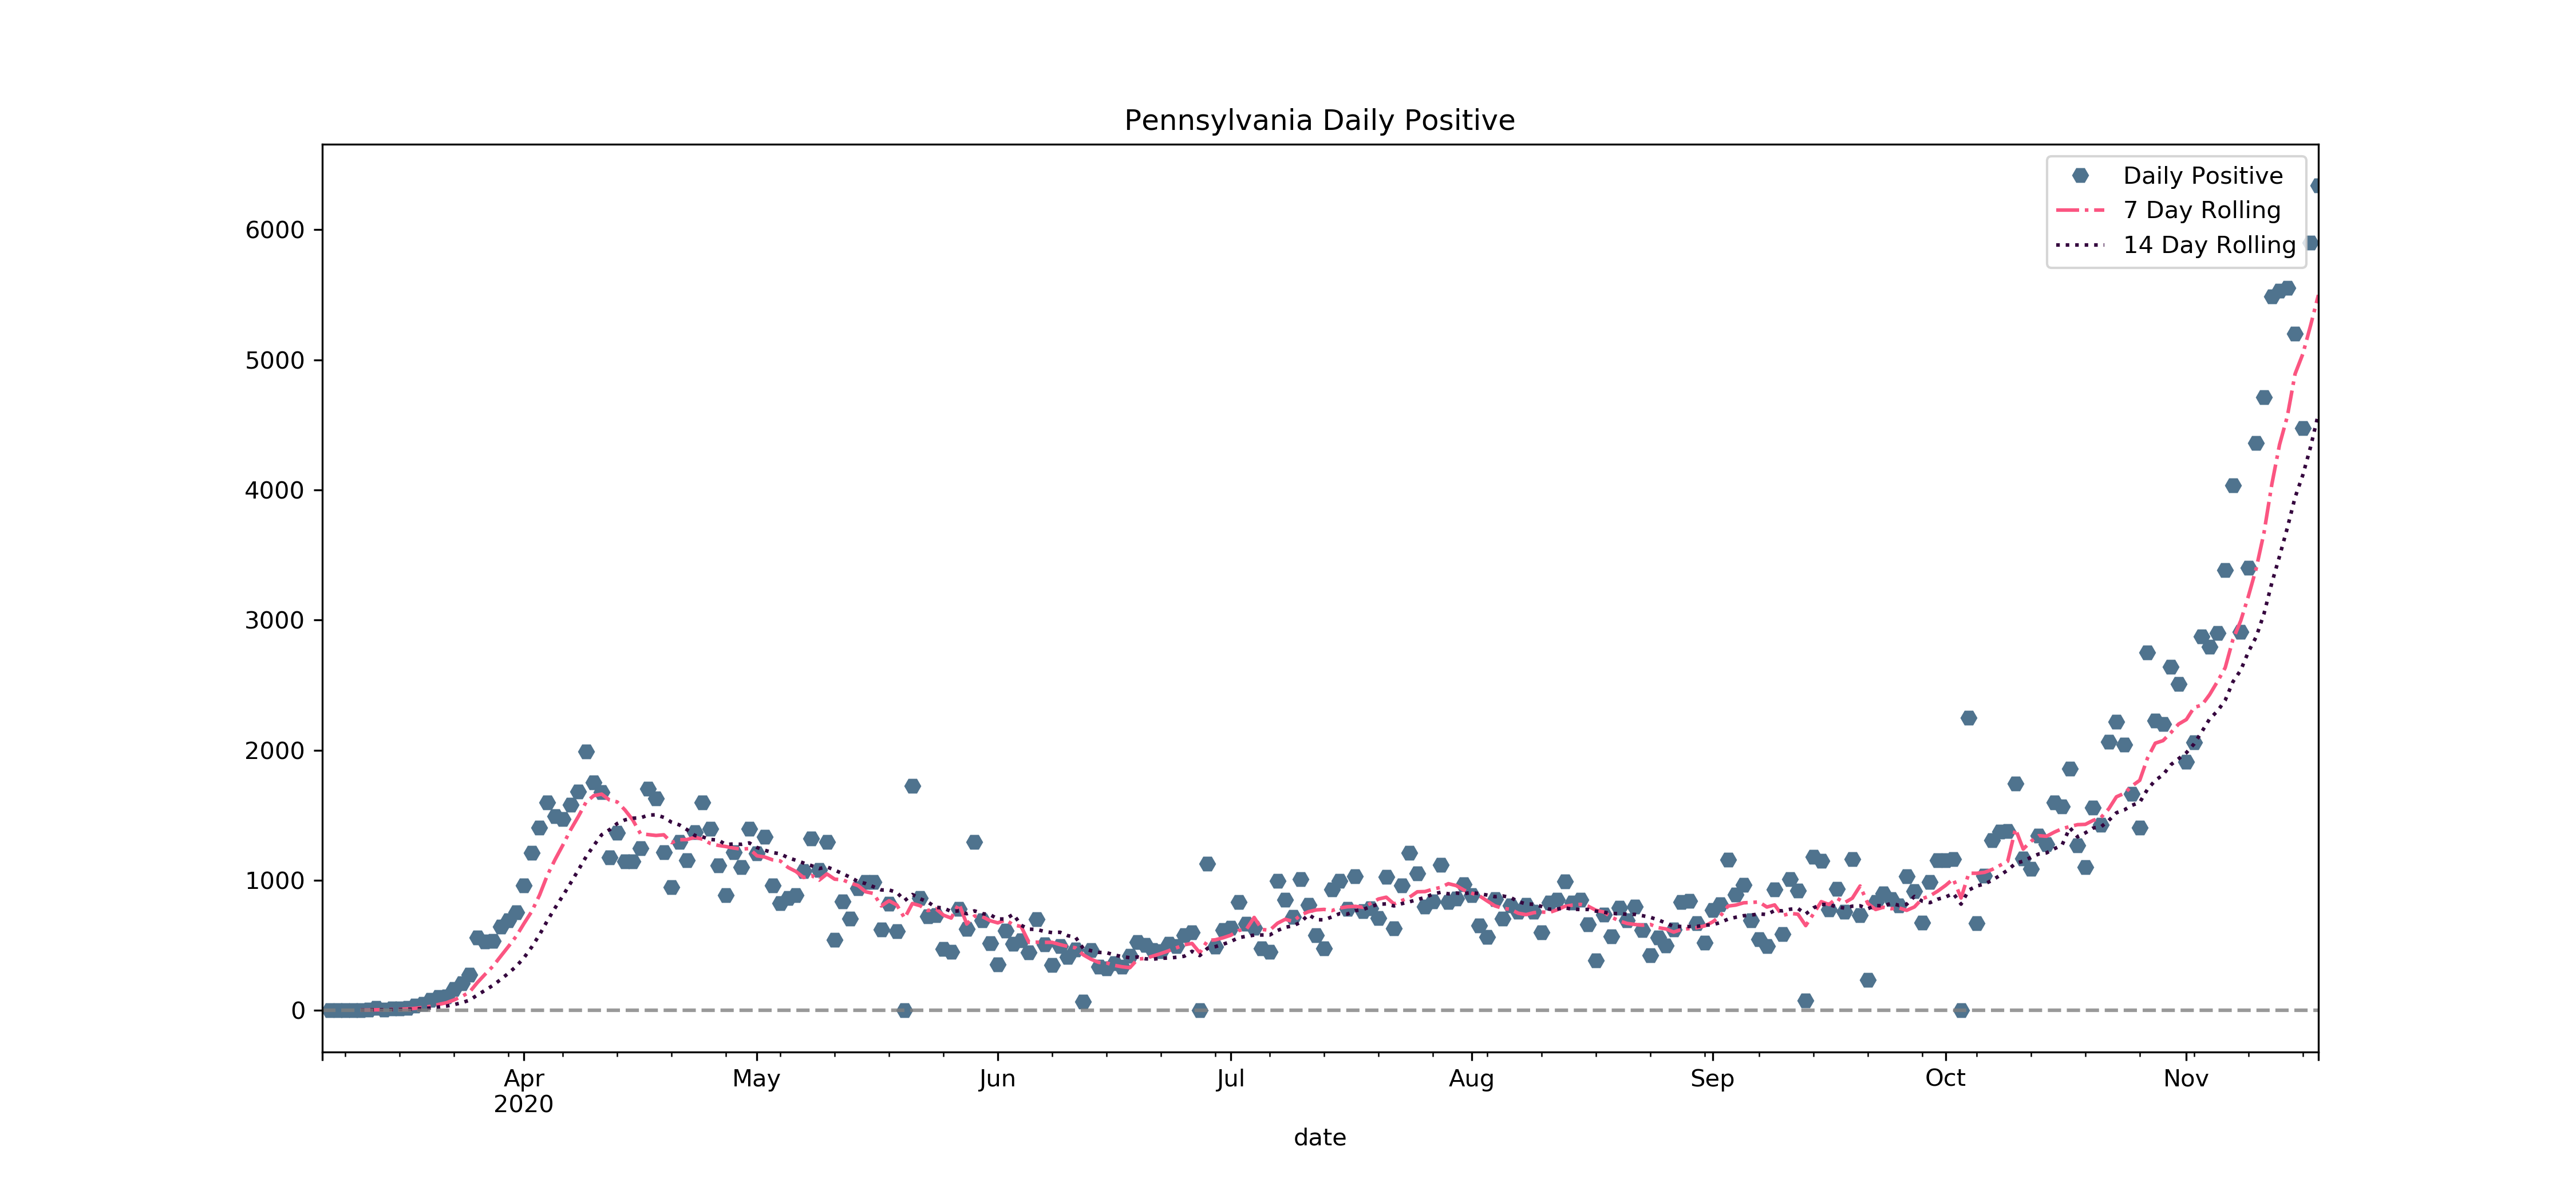 Pennsylvania Daily Positive
Daily Positive
7 Day Rolling
14 Day Rolling
6000
5000
4000
3000
2000
1000
0
Apr May Jun Jul Aug Sep Oct Nov
2020
date